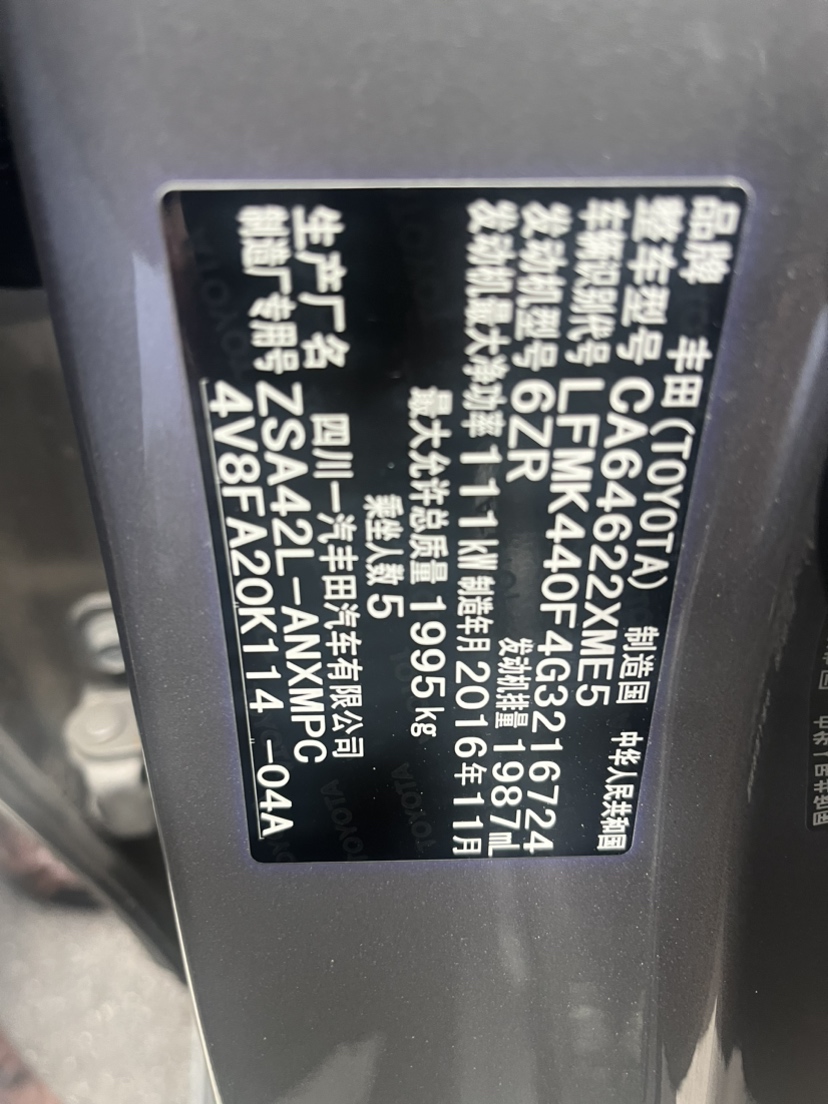 品牌 丰田(TOYOTA) 制造国 中华人民共和国
整车型号 CA64622XME5
车辆识别代号 LFMK440F4G3216724
发动机型号 6ZR 发动机排量 1987mL
发动机最大净功率 111kW 制造年月 2016年11月
最大允许总质量 1995kg
乘坐人数 5
生产厂名 四川一汽丰田汽车有限公司
制造厂专用号 ZSA42L-ANXMPC
4V8FA20K114 -04A